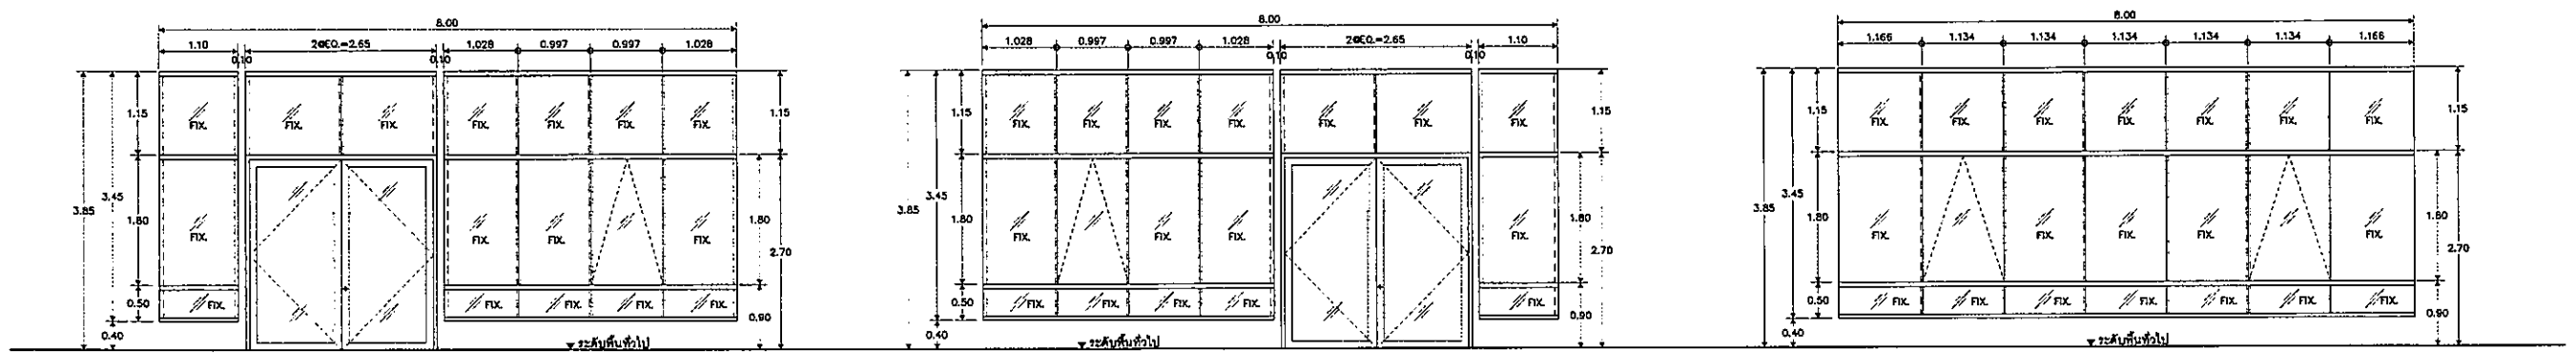 8.00
1.10 2@EQ.=2.65 1.028 0.997 0.997 1.028
0.10 0.10
FIX. FIX. FIX. FIX. FIX. FIX. FIX.
1.15 1.15
3.85 3.45 1.80 1.80 2.70
FIX. FIX. FIX. FIX.
0.50 FIX. FIX. FIX. FIX. FIX. 0.90
0.40 ระดับพื้นทั่วไป
8.00
1.028 0.997 0.997 1.028 2@EQ.=2.65 1.10
0.10 0.10
FIX. FIX. FIX. FIX. FIX. FIX. FIX.
1.15 1.15
3.85 3.45 1.80 1.80 2.70
FIX. FIX. FIX. FIX.
0.50 FIX. FIX. FIX. FIX. FIX. 0.90
0.40 ระดับพื้นทั่วไป
8.00
1.166 1.134 1.134 1.134 1.134 1.134 1.166
FIX. FIX. FIX. FIX. FIX. FIX. FIX.
1.15 1.15
3.85 3.45 1.80 1.80 2.70
FIX. FIX. FIX. FIX. FIX.
0.50 FIX. FIX. FIX. FIX. FIX. FIX. FIX. 0.90
0.40 ระดับพื้นทั่วไป